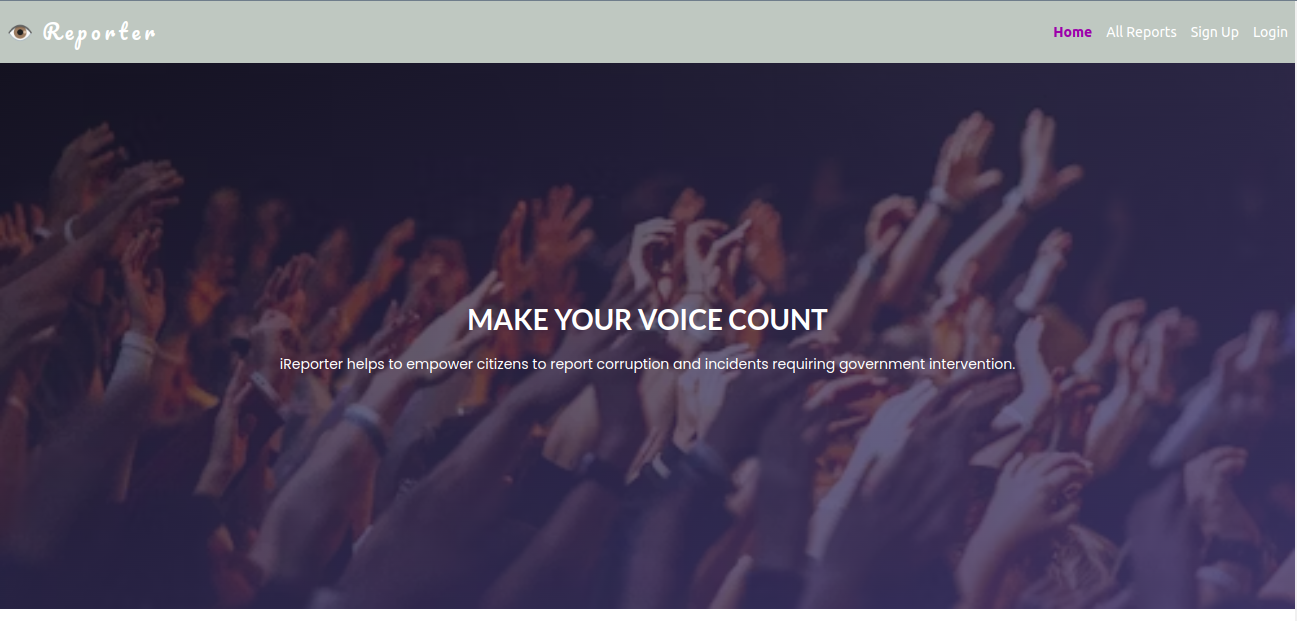 Reporter
Home All Reports Sign Up Login
MAKE YOUR VOICE COUNT
iReporter helps to empower citizens to report corruption and incidents requiring government intervention.